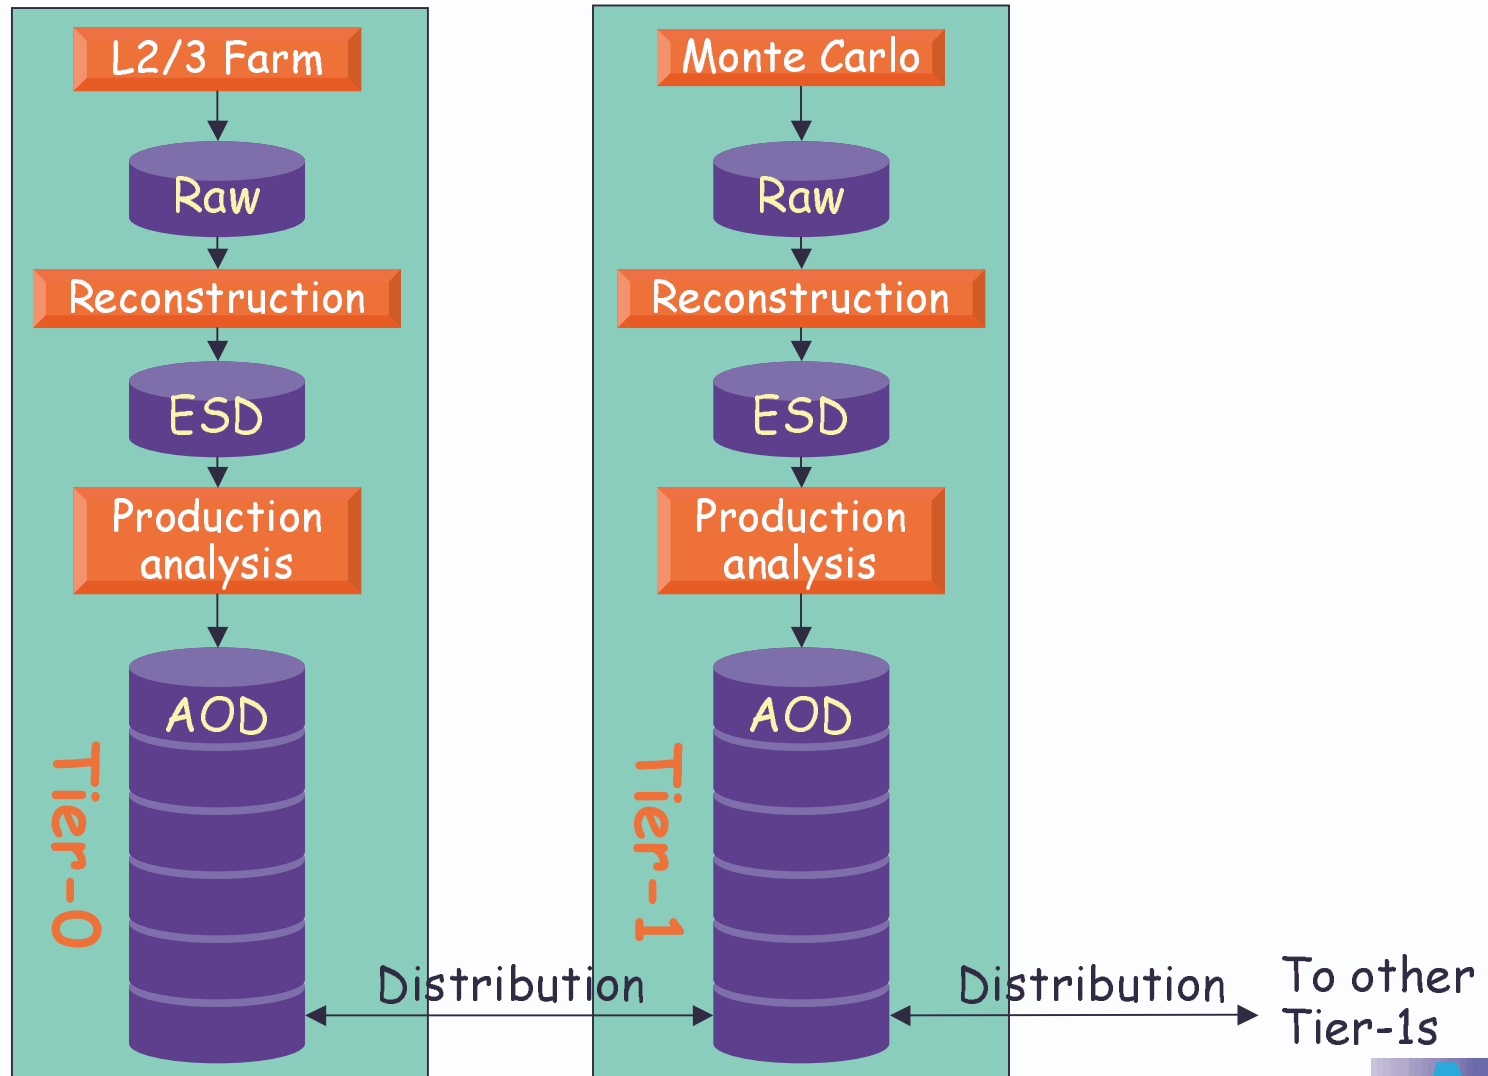 L2/3 Farm
Raw
Reconstruction
ESD
Production
analysis
AOD
Tier-0
Distribution
Monte Carlo
Raw
Reconstruction
ESD
Production
analysis
AOD
Tier-1
Distribution
To other
Tier-1s